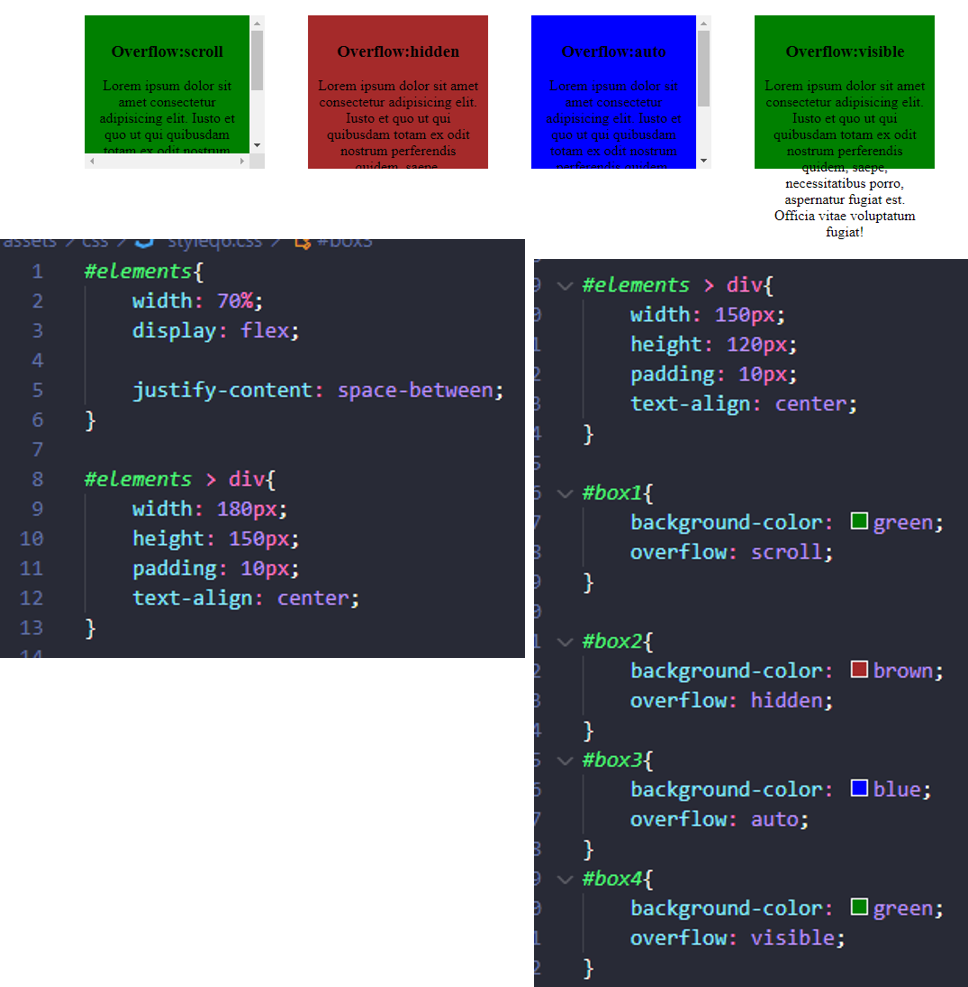 Overflow:scroll
Lorem ipsum dolor sit
amet consectetur
adipisicing elit. Iusto et
quo ut qui quibusdam
totam ex odit nostrum
Overflow:hidden
Lorem ipsum dolor sit amet
consectetur adipisicing elit.
Iusto et quo ut qui
quibusdam totam ex odit
nostrum perferendis
quidem, saepe,
Overflow:auto
Lorem ipsum dolor sit
amet consectetur
adipisicing elit. Iusto et
quo ut qui quibusdam
totam ex odit nostrum
perferendis quidem
Overflow:visible
Lorem ipsum dolor sit amet
consectetur adipisicing elit.
Iusto et quo ut qui
quibusdam totam ex odit
nostrum perferendis
quidem, saepe,
necessitatibus porro,
aspernatur fugiat est.
Officia vitae voluptatum
fugiat!
assets / css / styleq6.css / #box3
1 #elements{
2 width: 70%;
3 display: flex;
4
5 justify-content: space-between;
6 }
7
8 #elements > div{
9 width: 180px;
10 height: 150px;
11 padding: 10px;
12 text-align: center;
13 }
14
9 #elements > div{
0 width: 150px;
1 height: 120px;
2 padding: 10px;
3 text-align: center;
4 }
5
6 #box1{
7 background-color: green;
8 overflow: scroll;
9 }
0
1 #box2{
2 background-color: brown;
3 overflow: hidden;
4 }
5 #box3{
6 background-color: blue;
7 overflow: auto;
8 }
9 #box4{
0 background-color: green;
1 overflow: visible;
2 }